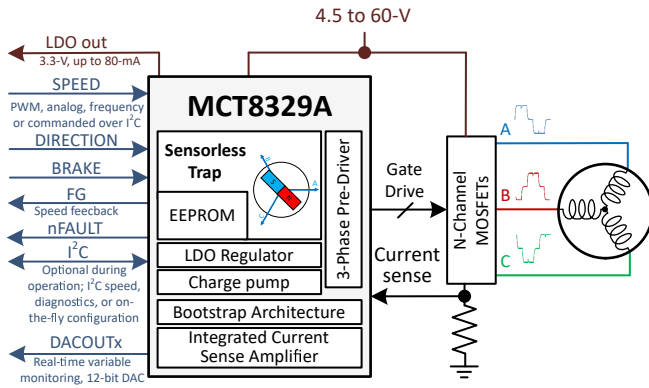 4.5 to 60-V
LDO out
3.3-V, up to 80-mA
SPEED
PWM, analog, frequency
or commanded over I²C
DIRECTION
BRAKE
FG
Speed feecback
nFAULT
I²C
Optional during
operation; I²C speed,
diagnostics, or on-
the-fly configuration
DACOUTx
Real-time variable
monitoring, 12-bit DAC
MCT8329A
Sensorless
Trap
B
S
N
A
C
EEPROM
3-Phase Pre-Driver
LDO Regulator
Charge pump
Bootstrap Architecture
Integrated Current
Sense Amplifier
Gate
Drive
Current
sense
N-Channel
MOSFETs
A
B
C